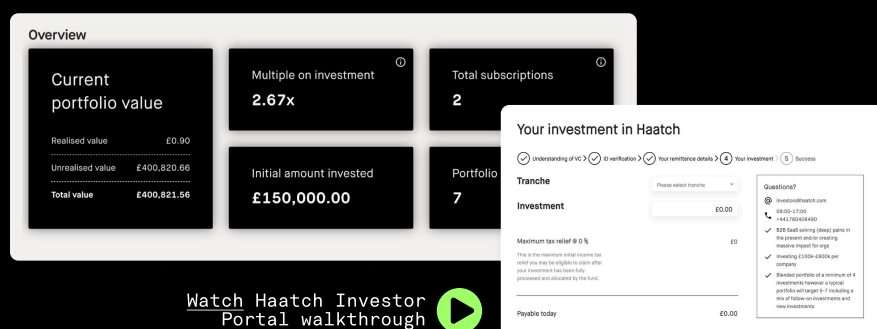 Overview
Current
portfolio value
Realised value £0.90
Unrealised value £400,820.66
Total value £400,821.56
Multiple on investment
2.67x
Total subscriptions
2
Initial amount invested
£150,000.00
Portfolio
7
Your investment in Haatch
Understanding of VC > ID verification > Your remittance details > 4 Your investment > 5 Success
Tranche Please select tranche
Investment £0.00
Maximum tax relief @ 0 % £0
This is the maximum initial income tax
relief you may be eligible to claim after
your investment has been fully
processed and allocated by the fund.
Payable today £0.00
Questions?
investors@haatch.com
09:00-17:00
+441780408490
B2B SaaS solving (deep) pains in
the present and/or creating
massive impact for orgs
Investing £100k-£800k per
company
Blended portfolio of a minimum of 4
investments however a typical
portfolio will target 5-7 including a
mix of follow-on investments and
new investments
Watch Haatch Investor
Portal walkthrough